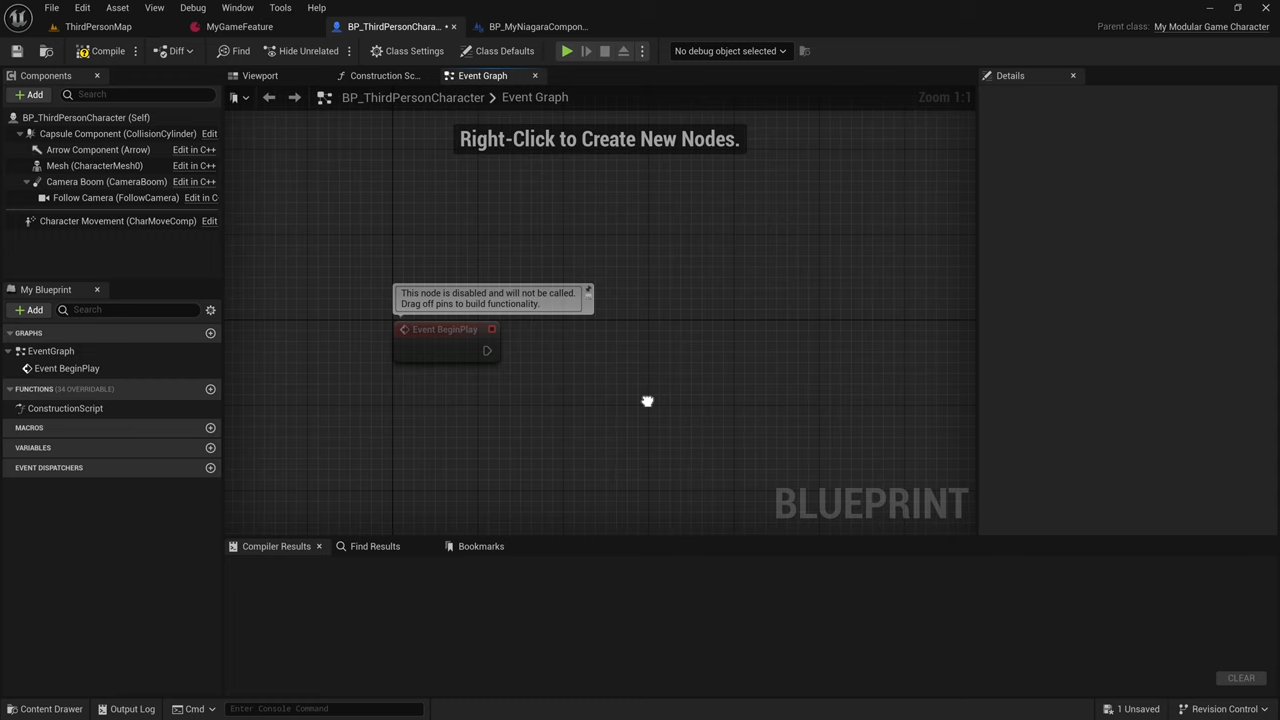 File Edit Asset View Debug Window Tools Help
ThirdPersonMap MyGameFeature BP_ThirdPersonChara... • BP_MyNiagaraCompon... Parent class: My Modular Game Character
Compile Diff Find Hide Unrelated Class Settings Class Defaults No debug object selected
Components Viewport Construction Sc... Event Graph Details
Add Search BP_ThirdPersonCharacter Event Graph Zoom 1:1
BP_ThirdPersonCharacter (Self)
Capsule Component (CollisionCylinder) Edit
Right-Click to Create New Nodes.
Arrow Component (Arrow) Edit in C++
Mesh (CharacterMesh0) Edit in C++
Camera Boom (CameraBoom) Edit in C++
Follow Camera (FollowCamera) Edit in C
Character Movement (CharMoveComp) Edit
My Blueprint
Add Search
GRAPHS
EventGraph
Event BeginPlay
FUNCTIONS (34 OVERRIDABLE)
ConstructionScript
MACROS
VARIABLES
EVENT DISPATCHERS
This node is disabled and will not be called.
Drag off pins to build functionality.
Event BeginPlay
BLUEPRINT
Compiler Results Find Results Bookmarks
CLEAR
Content Drawer Output Log Cmd Enter Console Command 1 Unsaved Revision Control